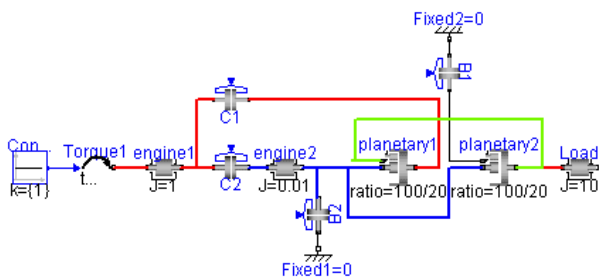 Fixed2=0
B1
C1
Con...
Torque1
engine1
engine2
planetary1
planetary2
Load
k={1}
t...
J=1
C2
J=0.01
ratio=100/20
ratio=100/20
J=10
B2
Fixed1=0